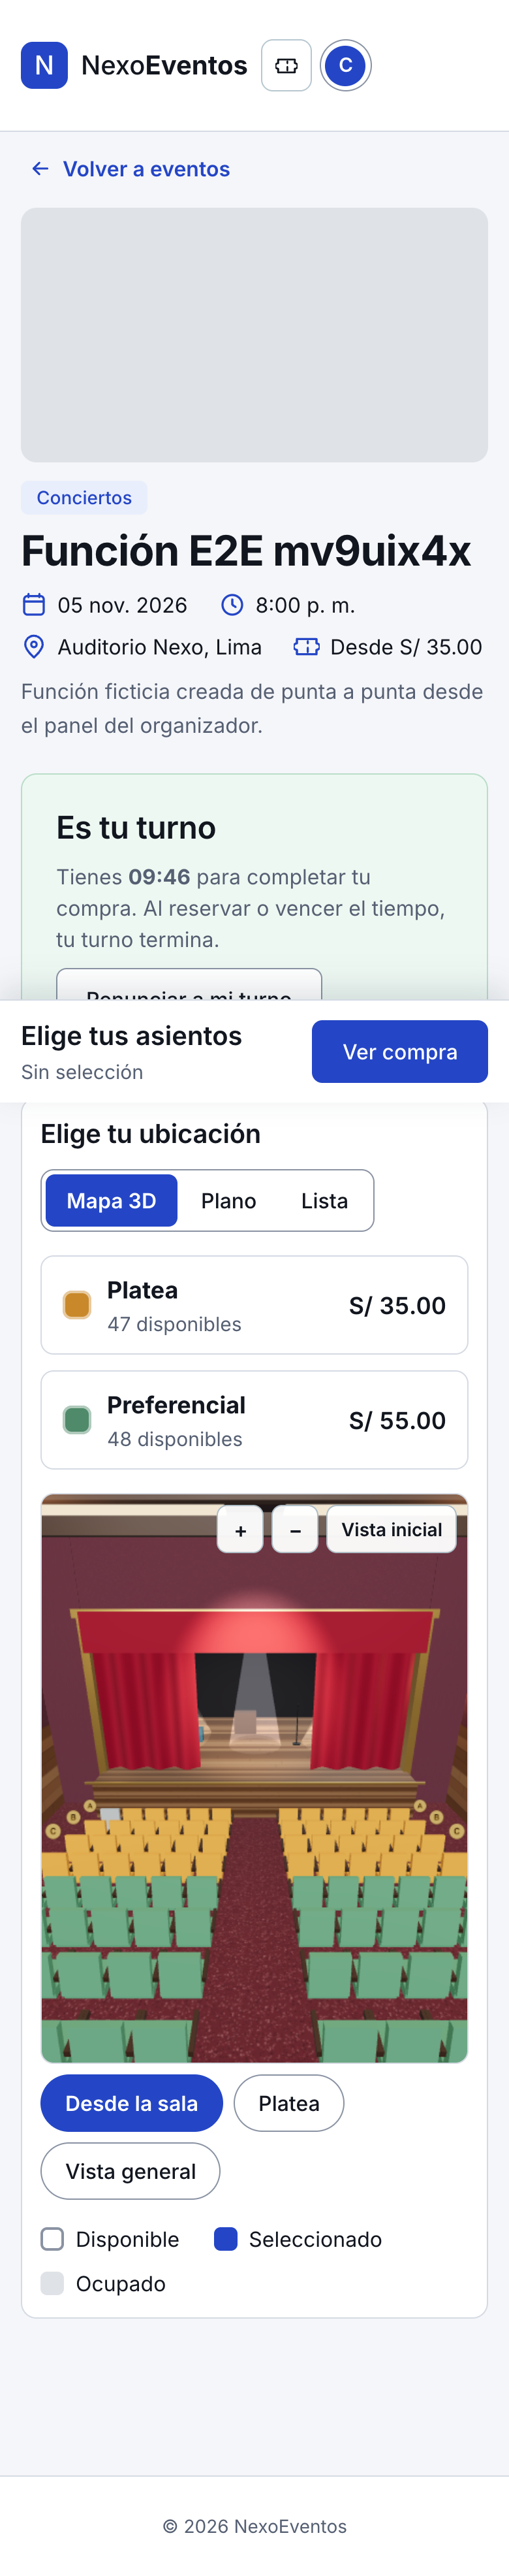 N NexoEventos C
← Volver a eventos
Conciertos
Función E2E mv9uix4x
05 nov. 2026 8:00 p. m.
Auditorio Nexo, Lima Desde S/ 35.00
Función ficticia creada de punta a punta desde
el panel del organizador.
Es tu turno
Tienes 09:46 para completar tu
compra. Al reservar o vencer el tiempo,
tu turno termina.
Renunciar a mi turno
Elige tus asientos
Sin selección
Ver compra
Elige tu ubicación
Mapa 3D Plano Lista
Platea
47 disponibles
S/ 35.00
Preferencial
48 disponibles
S/ 55.00
+ − Vista inicial
A A
B B
C C
Desde la sala Platea
Vista general
Disponible Seleccionado
Ocupado
© 2026 NexoEventos